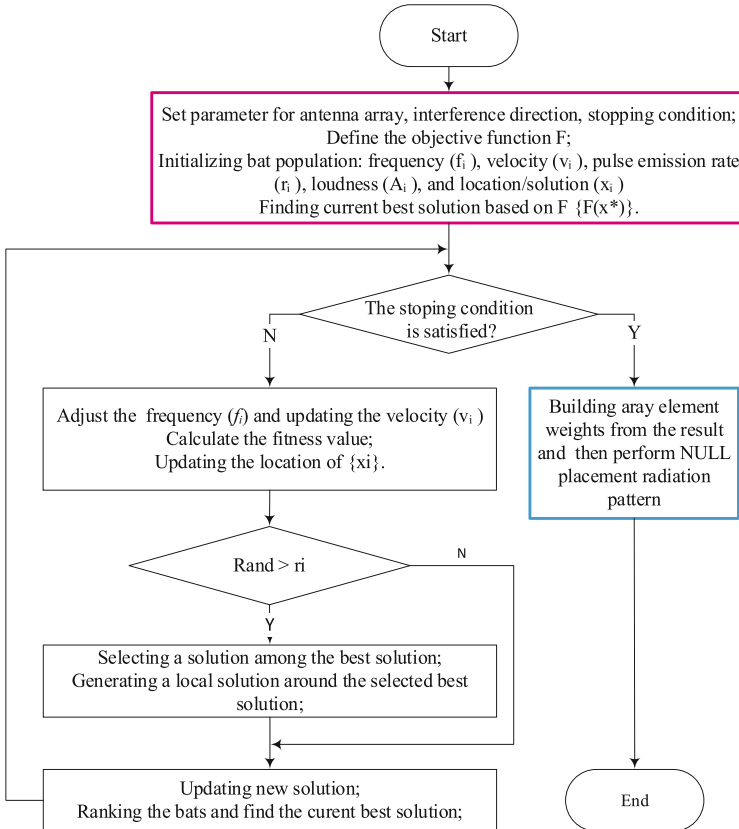 Start
Set parameter for antenna array, interference direction, stopping condition;
Define the objective function F;
Initializing bat population: frequency (fi ), velocity (vi ), pulse emission rate
(ri ), loudness (Ai ), and location/solution (xi )
Finding current best solution based on F {F(x*)}.
The stoping condition
is satisfied?
N
Y
Adjust the frequency (fi) and updating the velocity (vi )
Calculate the fitness value;
Updating the location of {xi}.
Building aray element
weights from the result
and then perform NULL
placement radiation
pattern
Rand > ri
N
Y
Selecting a solution among the best solution;
Generating a local solution around the selected best
solution;
Updating new solution;
Ranking the bats and find the curent best solution;
End